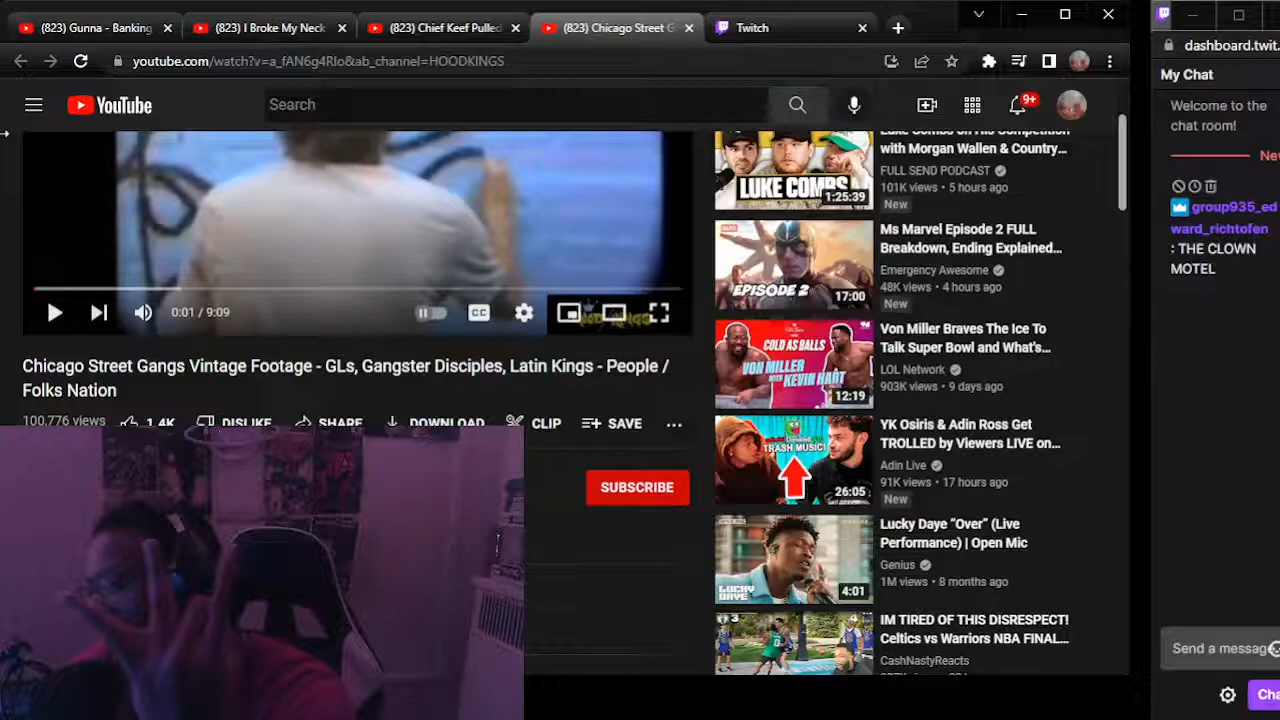 (823) Gunna - Banking
(823) I Broke My Neck
(823) Chief Keef Pulled
(823) Chicago Street G
Twitch
youtube.com/watch?v=a_fAN6g4RIo&ab_channel=HOODKINGS
dashboard.twit
YouTube
Search
9+
My Chat
Welcome to the
chat room!
New
group935_ed
ward_richtofen
: THE CLOWN
MOTEL
Send a message
Cha
0:01 / 9:09
CC
Chicago Street Gangs Vintage Footage - GLs, Gangster Disciples, Latin Kings - People /
Folks Nation
100,776 views
1.4K
DISLIKE
SHARE
DOWNLOAD
CLIP
SAVE
SUBSCRIBE
LUKE COMBS
1:25:39
Luke Combs on His Competition
with Morgan Wallen & Country...
FULL SEND PODCAST
101K views • 5 hours ago
New
EPISODE 2
17:00
Ms Marvel Episode 2 FULL
Breakdown, Ending Explained...
Emergency Awesome
48K views • 4 hours ago
New
COLD AS BALLS
VON MILLER
WITH KEVIN HART
12:19
Von Miller Braves The Ice To
Talk Super Bowl and What's...
LOL Network
903K views • 9 days ago
TRASH MUSIC!
26:05
YK Osiris & Adin Ross Get
TROLLED by Viewers LIVE on...
Adin Live
91K views • 17 hours ago
New
LUCKY
DAYE
4:01
Lucky Daye “Over” (Live
Performance) | Open Mic
Genius
1M views • 8 months ago
IM TIRED OF THIS DISRESPECT!
Celtics vs Warriors NBA FINAL...
CashNastyReacts